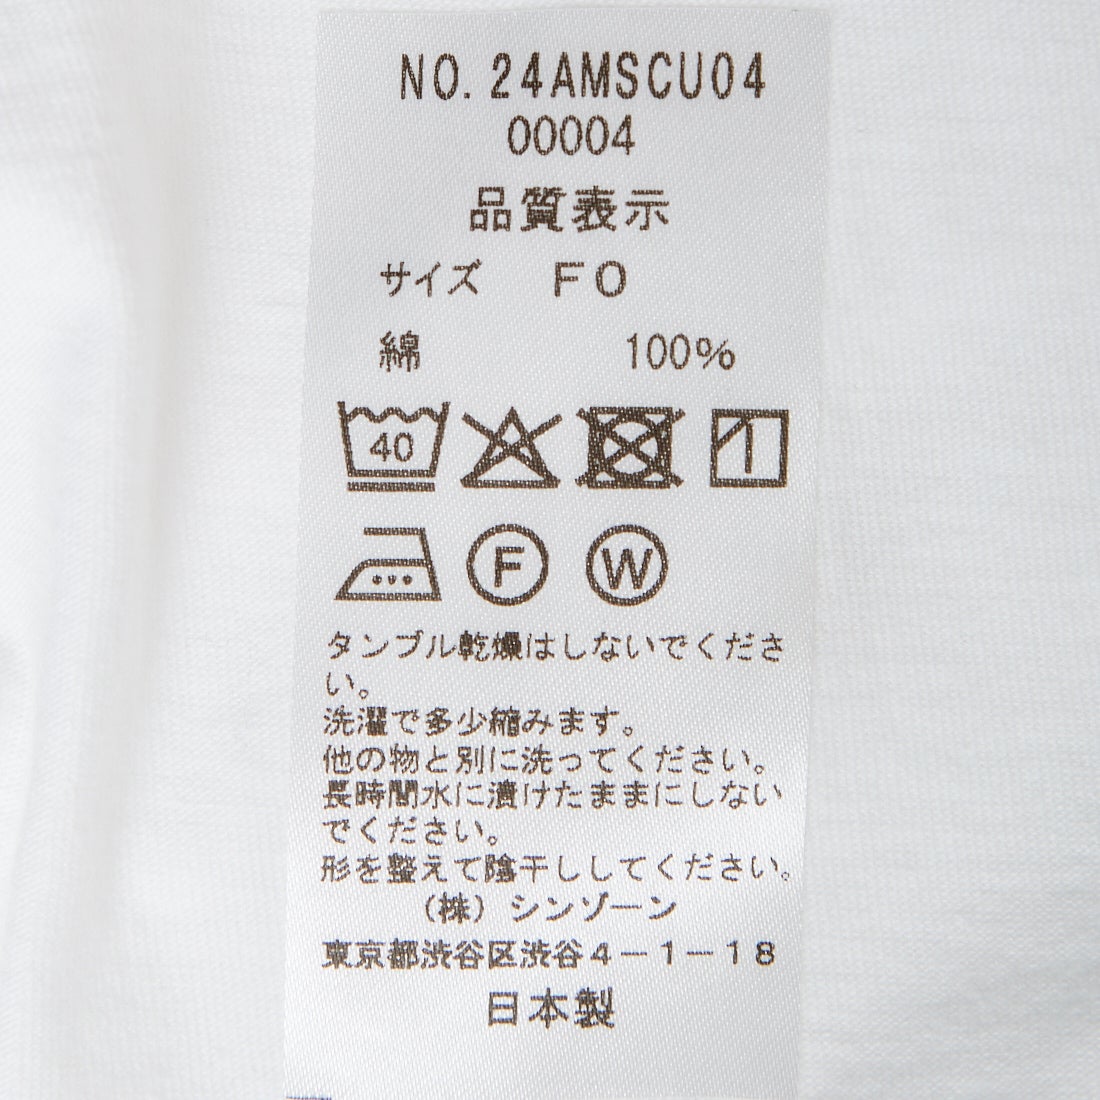 NO.24AMSCU04
00004
品質表示
サイズ FO
綿 100%
40
F W
タンブル乾燥はしないでくださ
い。
洗濯で多少縮みます。
他の物と別に洗ってください。
長時間水に漬けたままにしない
でください。
形を整えて陰干ししてください。
(株) シンゾーン
東京都渋谷区渋谷4-1-18
日本製